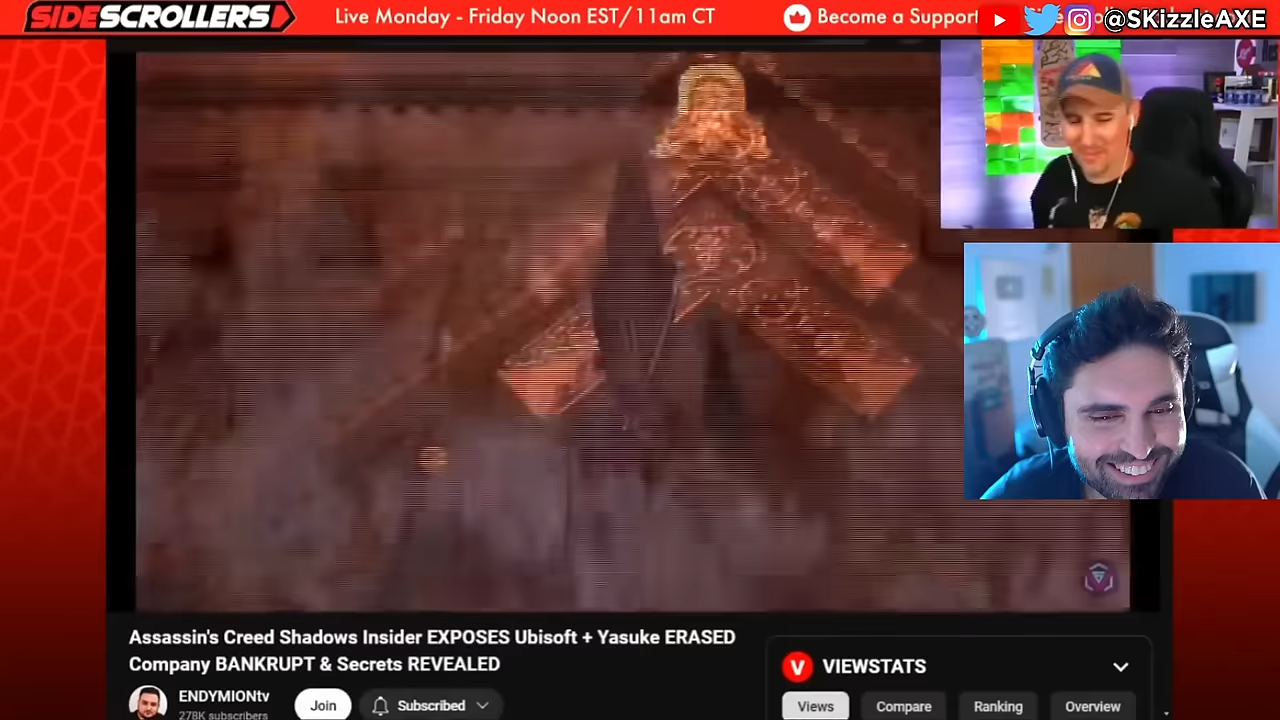 SIDESCROLLERS
Live Monday - Friday Noon EST/11am CT
Become a Support
@SKizzleAXE
Assassin's Creed Shadows Insider EXPOSES Ubisoft + Yasuke ERASED
Company BANKRUPT & Secrets REVEALED
ENDYMIONtv
278K subscribers
Join
Subscribed
V VIEWSTATS
Views
Compare
Ranking
Overview